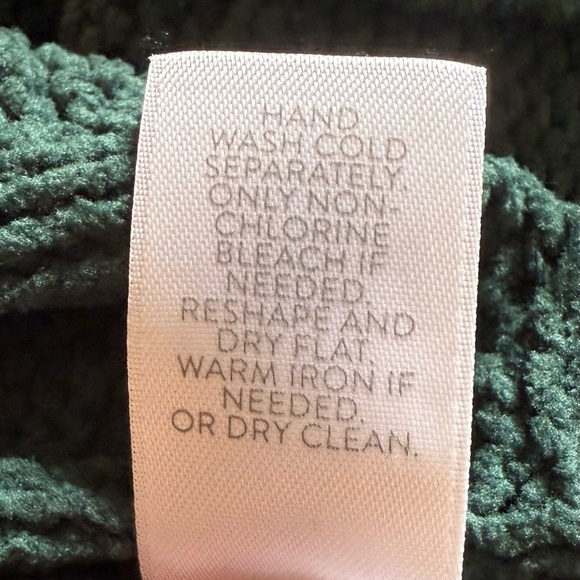 HAND
WASH COLD
SEPARATELY.
ONLY NON-
CHLORINE
BLEACH IF
NEEDED.
RESHAPE AND
DRY FLAT.
WARM IRON IF
NEEDED.
OR DRY CLEAN.